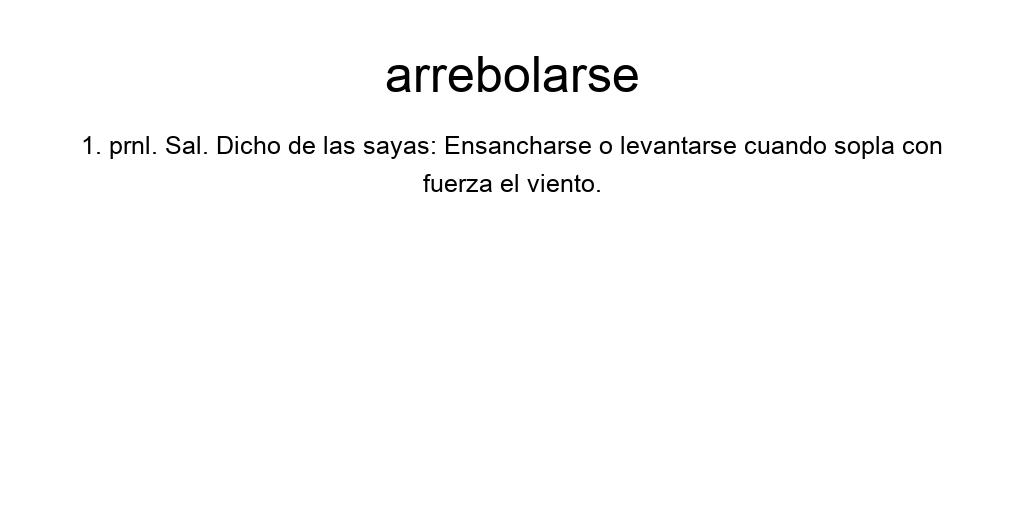 arrebolarse
1. prnl. Sal. Dicho de las sayas: Ensancharse o levantarse cuando sopla con
fuerza el viento.